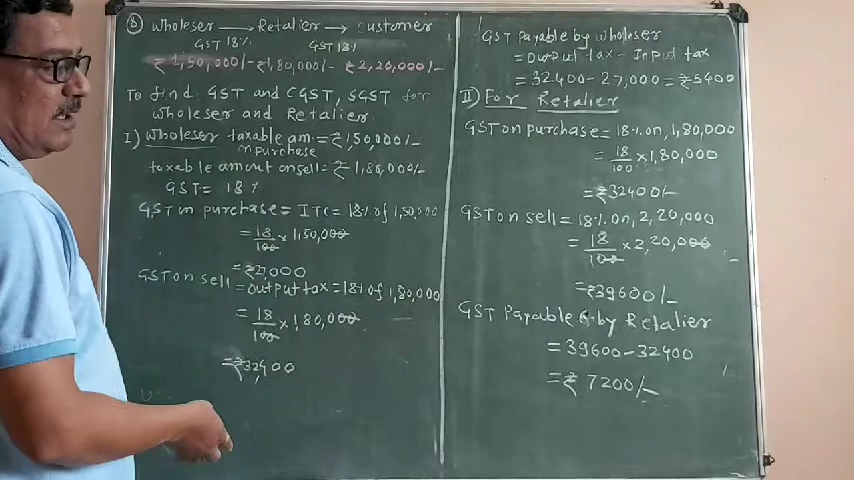 B) Wholeser → Retalier → Customer
GST 18% GST 18%
₹1,50,000/- ₹1,80,000/- ₹2,20,000/-
To find GST and CGST, SGST for
Wholeser and Retalier
I) Wholeser taxable am. = ₹1,50,000/-
on purchase
taxable amount on sell = ₹1,80,000/-
GST = 18%
GST on purchase = ITC = 18% of 1,50,000
= 18/100 × 1,50,000
= ₹27,000
GST on sell = output tax = 18% of 1,80,000
= 18/100 × 1,80,000
= ₹32,400
GST Payable by wholeser
= Output tax - Input tax
= 32400 - 27,000 = ₹5400
II) For Retalier
GST on purchase = 18% on, 1,80,000
= 18/100 × 1,80,000
= ₹32400/-
GST on sell = 18% on, 2,20,000
= 18/100 × 2,20,000
= ₹39600/-
GST Payable by Retalier
= 39600 - 32400
= ₹7200/-